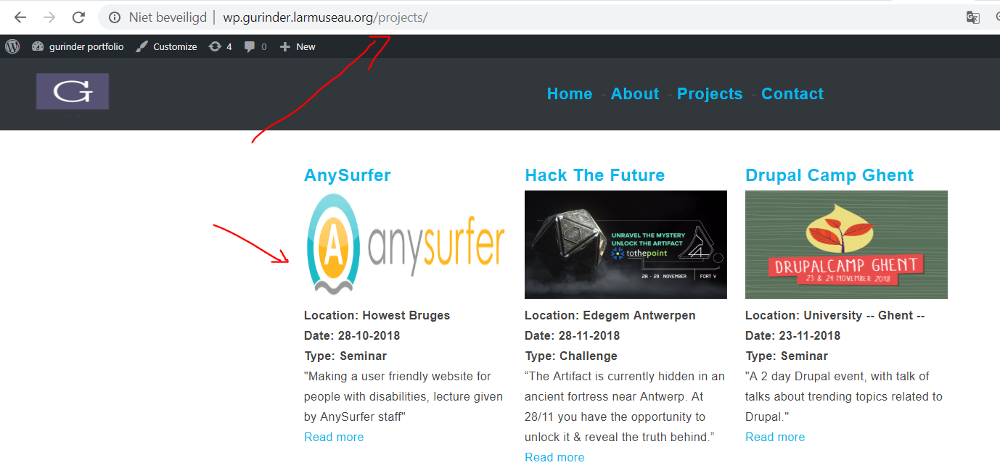 Niet beveiligd | wp.gurinder.larmuseau.org/projects/
gurinder portfolio Customize 4 0 New
G
Home - About - Projects - Contact
AnySurfer
A anysurfer
Location: Howest Bruges
Date: 28-10-2018
Type: Seminar
"Making a user friendly website for
people with disabilities, lecture given
by AnySurfer staff"
Read more
Hack The Future
UNRAVEL THE MYSTERY
UNLOCK THE ARTIFACT
tothepoint
28 - 29 NOVEMBER | FORT V
Location: Edegem Antwerpen
Date: 28-11-2018
Type: Challenge
“The Artifact is currently hidden in an
ancient fortress near Antwerp. At
28/11 you have the opportunity to
unlock it & reveal the truth behind.”
Read more
Drupal Camp Ghent
DRUPALCAMP GHENT
23 & 24 NOVEMBER 2018
Location: University -- Ghent --
Date: 23-11-2018
Type: Seminar
"A 2 day Drupal event, with talk of
talks about trending topics related to
Drupal."
Read more